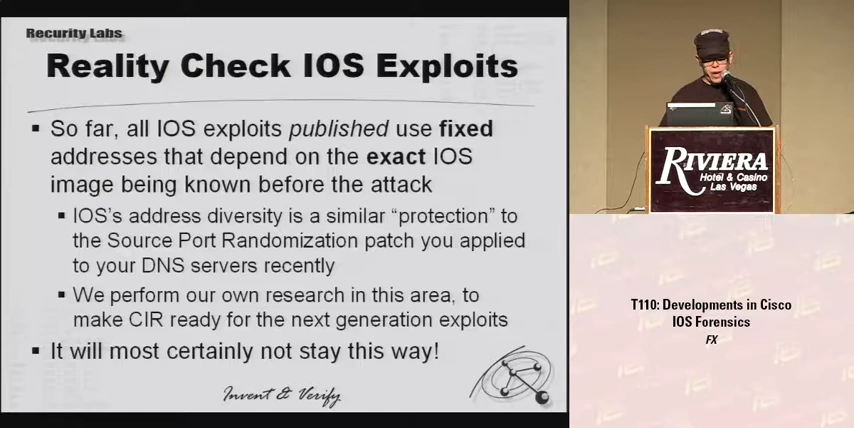 Recurity Labs
Reality Check IOS Exploits
▪ So far, all IOS exploits published use fixed
addresses that depend on the exact IOS
image being known before the attack
▪ IOS's address diversity is a similar “protection” to
the Source Port Randomization patch you applied
to your DNS servers recently
▪ We perform our own research in this area, to
make CIR ready for the next generation exploits
▪ It will most certainly not stay this way!
Invent & Verify
RIVIERA
Hotel & Casino
Las Vegas
T110: Developments in Cisco
IOS Forensics
FX